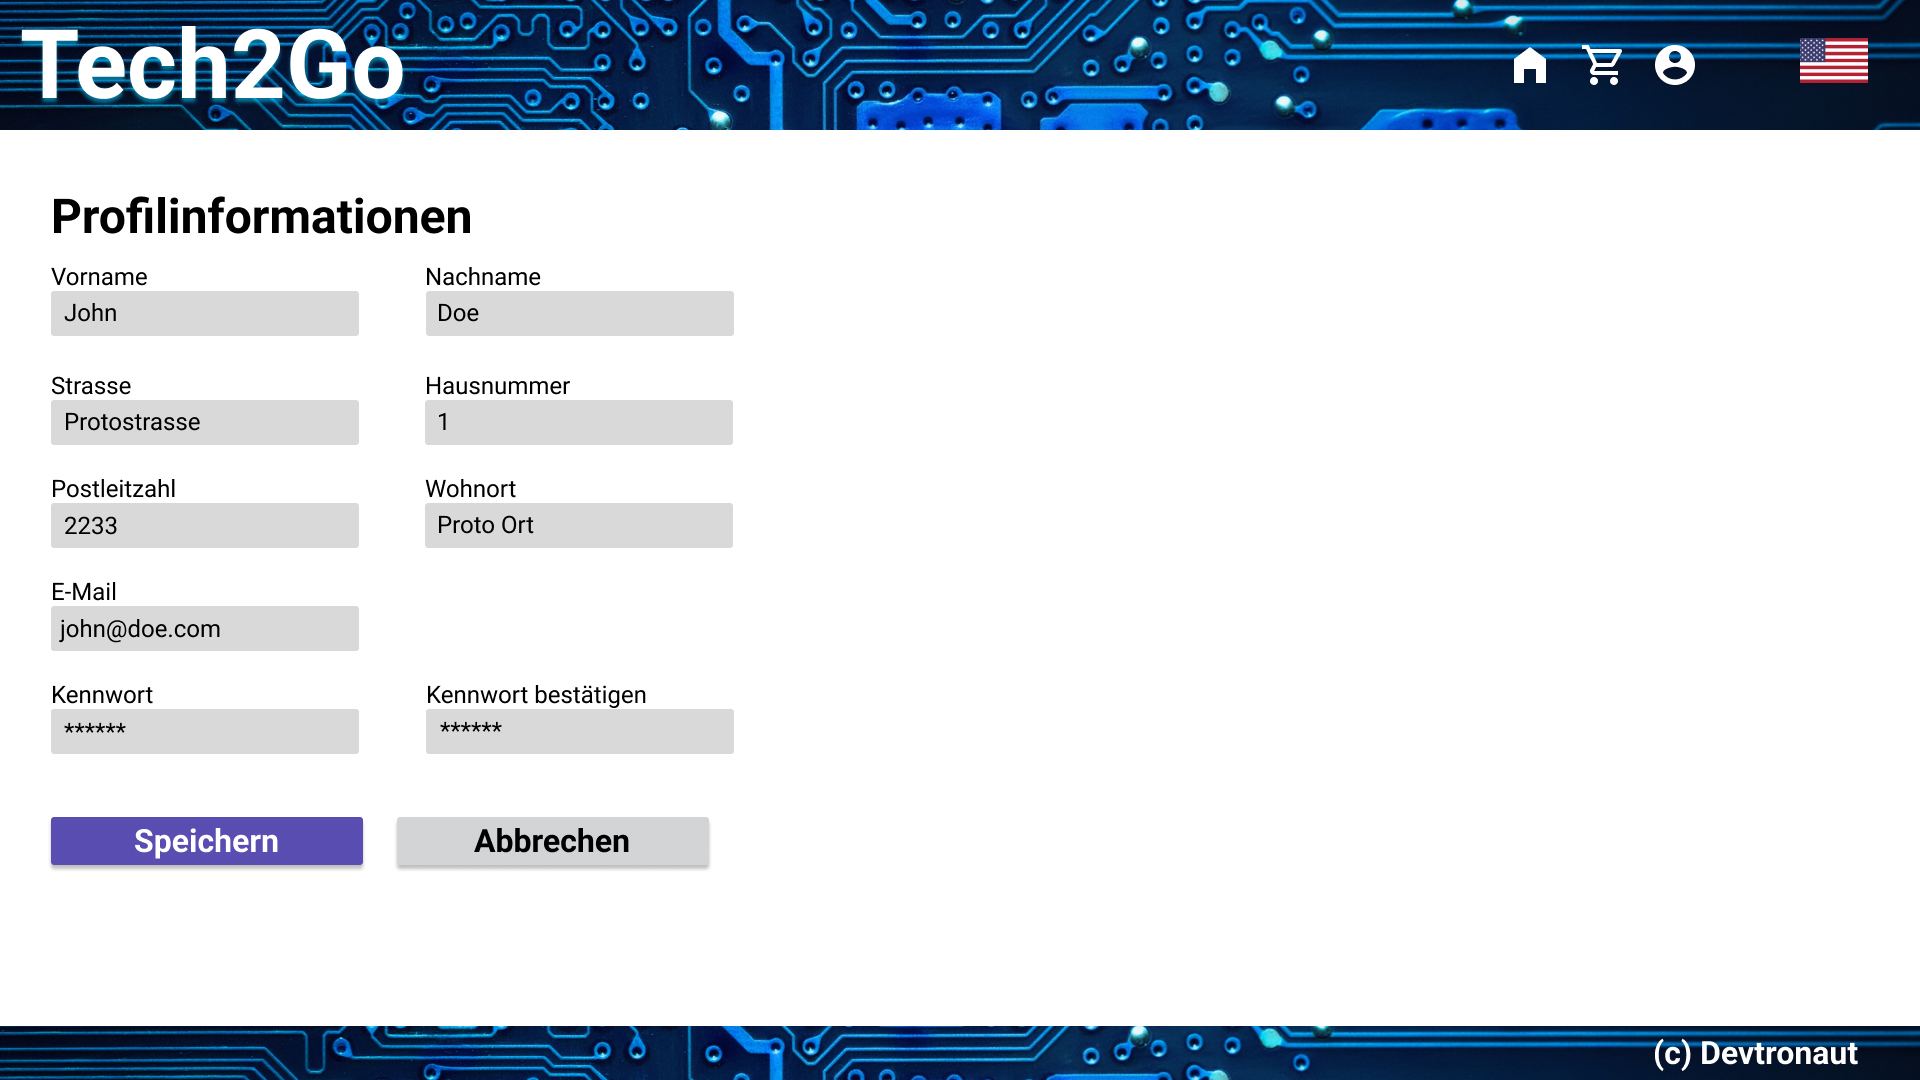 Tech2Go
Profilinformationen
Vorname
Nachname
John
Doe
Strasse
Hausnummer
Protostrasse
1
Postleitzahl
Wohnort
2233
Proto Ort
E-Mail
john@doe.com
Kennwort
Kennwort bestätigen
******
******
Speichern
Abbrechen
(c) Devtronaut